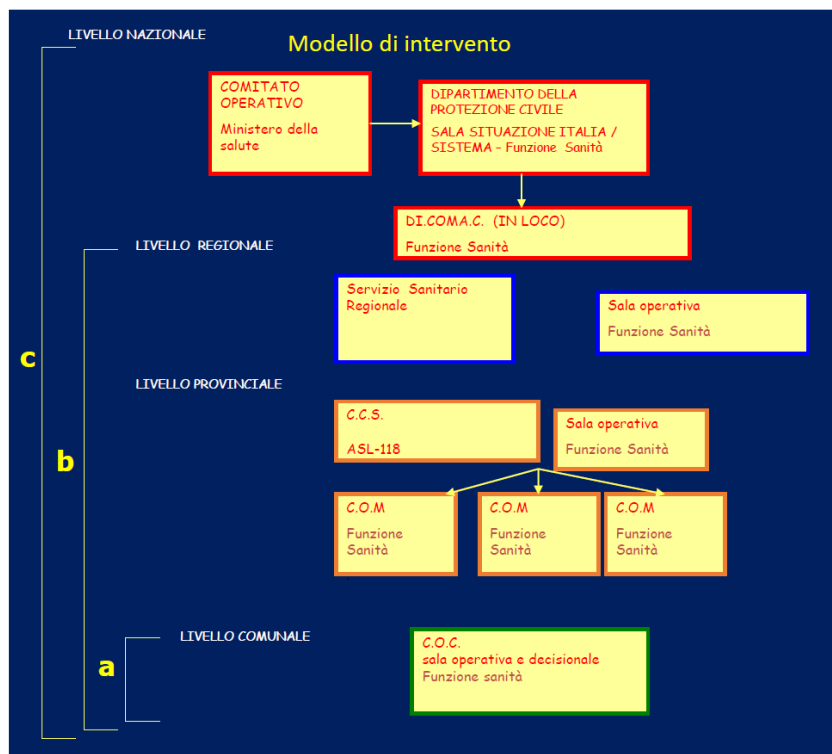 LIVELLO NAZIONALE
Modello di intervento
COMITATO
OPERATIVO
Ministero della
salute
DIPARTIMENTO DELLA
PROTEZIONE CIVILE
SALA SITUAZIONE ITALIA /
SISTEMA – Funzione Sanità
DI.COMA.C. (IN LOCO)
Funzione Sanità
LIVELLO REGIONALE
Servizio Sanitario
Regionale
Sala operativa
Funzione Sanità
c
LIVELLO PROVINCIALE
C.C.S.
ASL-118
Sala operativa
Funzione Sanità
b
C.O.M
Funzione
Sanità
C.O.M
Funzione
Sanità
C.O.M
Funzione
Sanità
LIVELLO COMUNALE
a
C.O.C.
sala operativa e decisionale
Funzione sanità